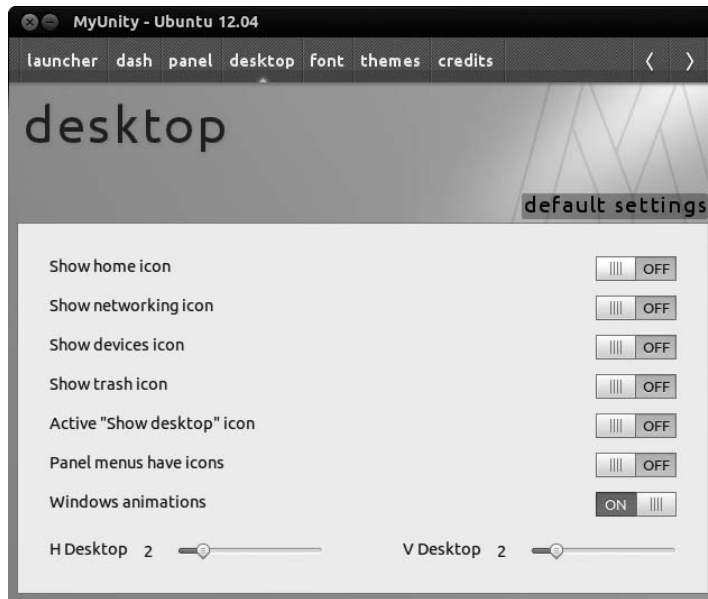 MyUnity - Ubuntu 12.04
launcher dash panel desktop font themes credits
desktop
default settings
Show home icon OFF
Show networking icon OFF
Show devices icon OFF
Show trash icon OFF
Active "Show desktop" icon OFF
Panel menus have icons OFF
Windows animations ON
H Desktop 2 V Desktop 2